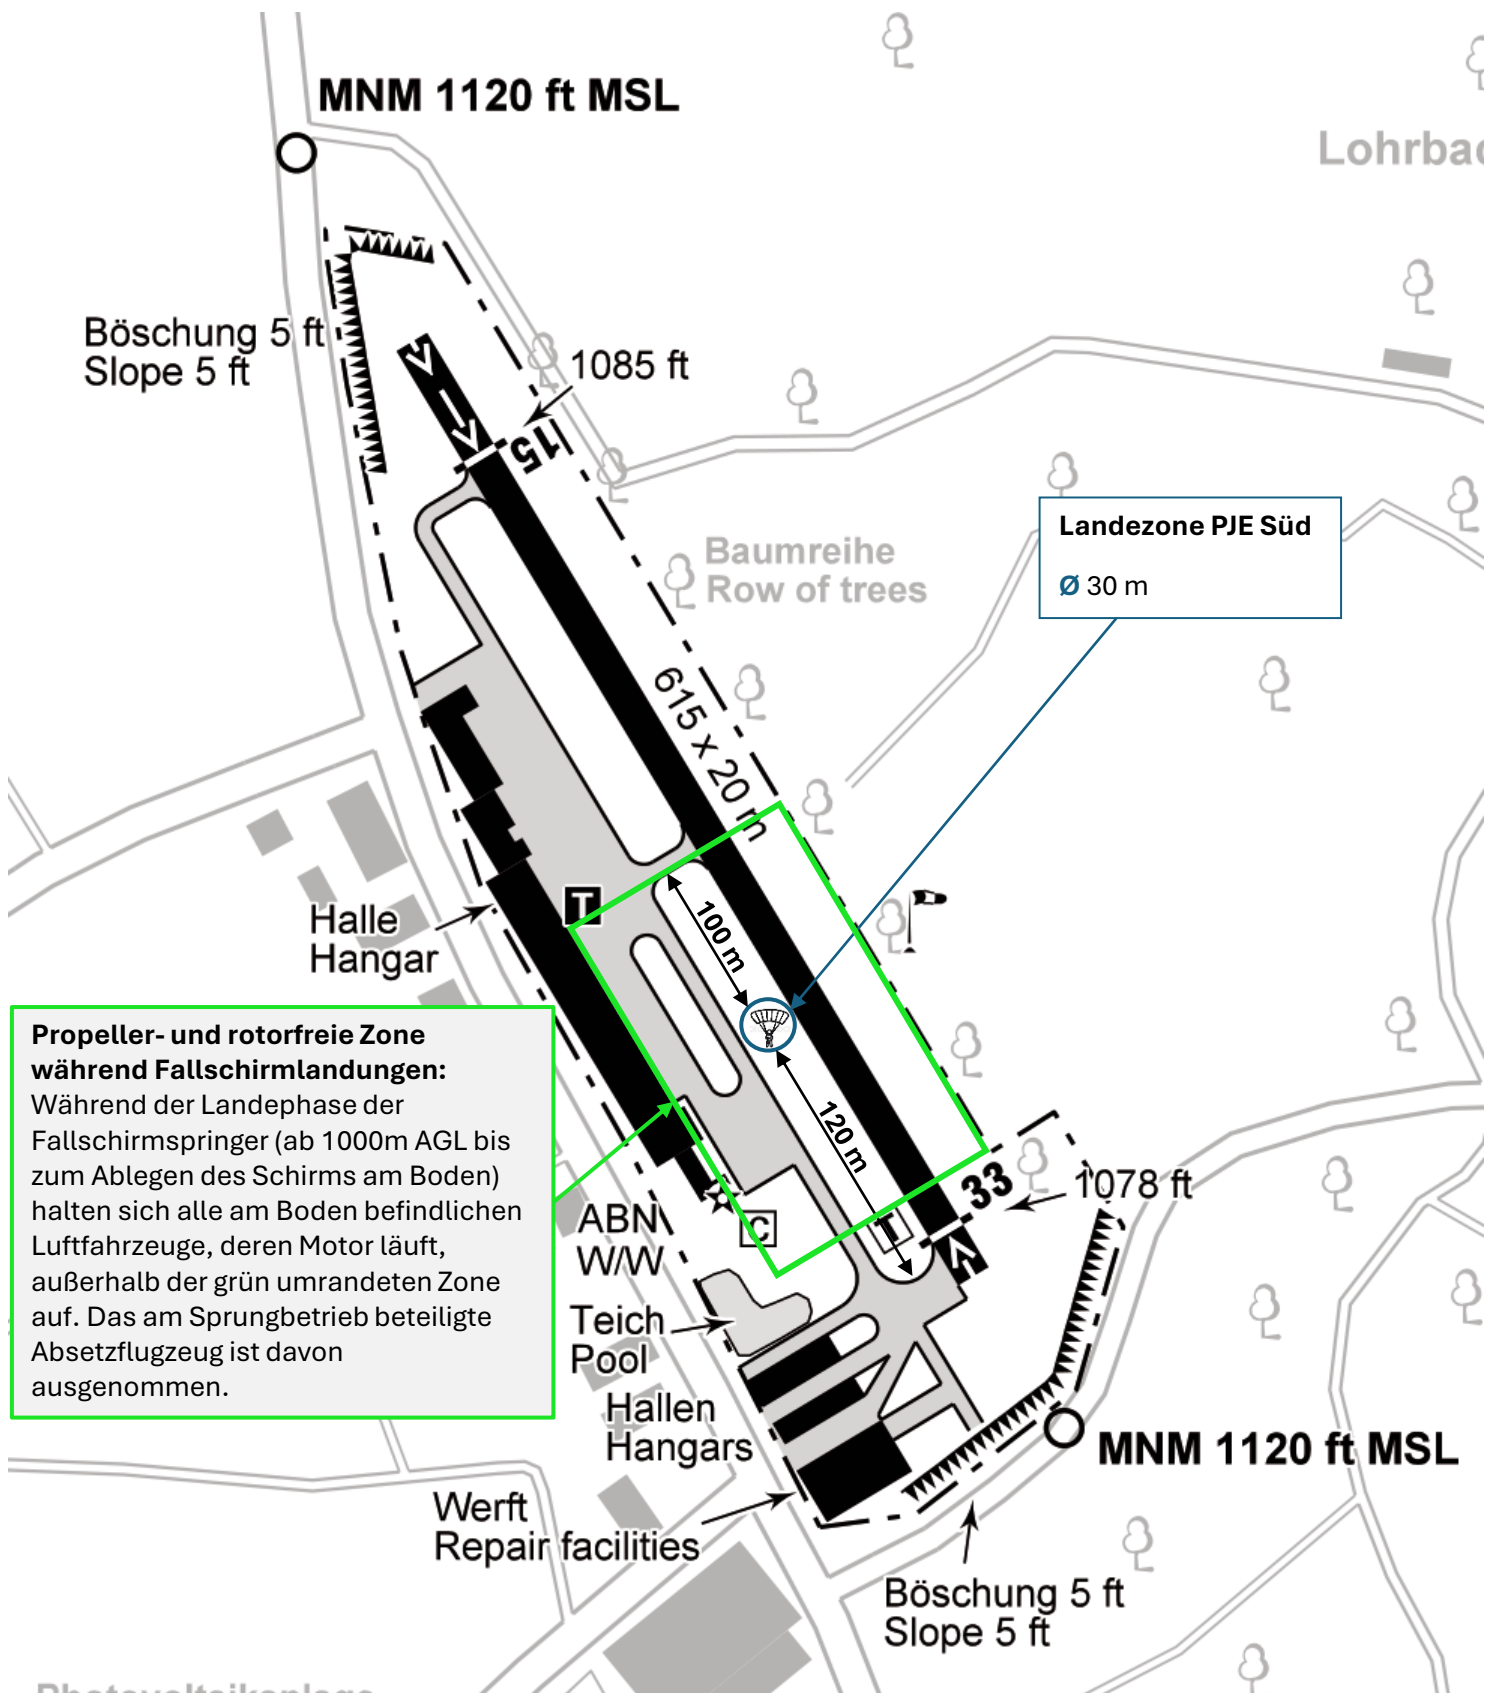 MNM 1120 ft MSL
Böschung 5 ft
Slope 5 ft
1085 ft
15
Baumreihe
Row of trees
Landezone PJE Süd
Ø 30 m
615 x 20 m
T
Halle
Hangar
100 m
Propeller- und rotorfreie Zone
während Fallschirmlandungen:
Während der Landephase der
Fallschirmspringer (ab 1000m AGL bis
zum Ablegen des Schirms am Boden)
halten sich alle am Boden befindlichen
Luftfahrzeuge, deren Motor läuft,
außerhalb der grün umrandeten Zone
auf. Das am Sprungbetrieb beteiligte
Absetzflugzeug ist davon
ausgenommen.
120 m
33
1078 ft
ABN
W/W
C
T
Teich
Pool
Hallen
Hangars
MNM 1120 ft MSL
Werft
Repair facilities
Böschung 5 ft
Slope 5 ft